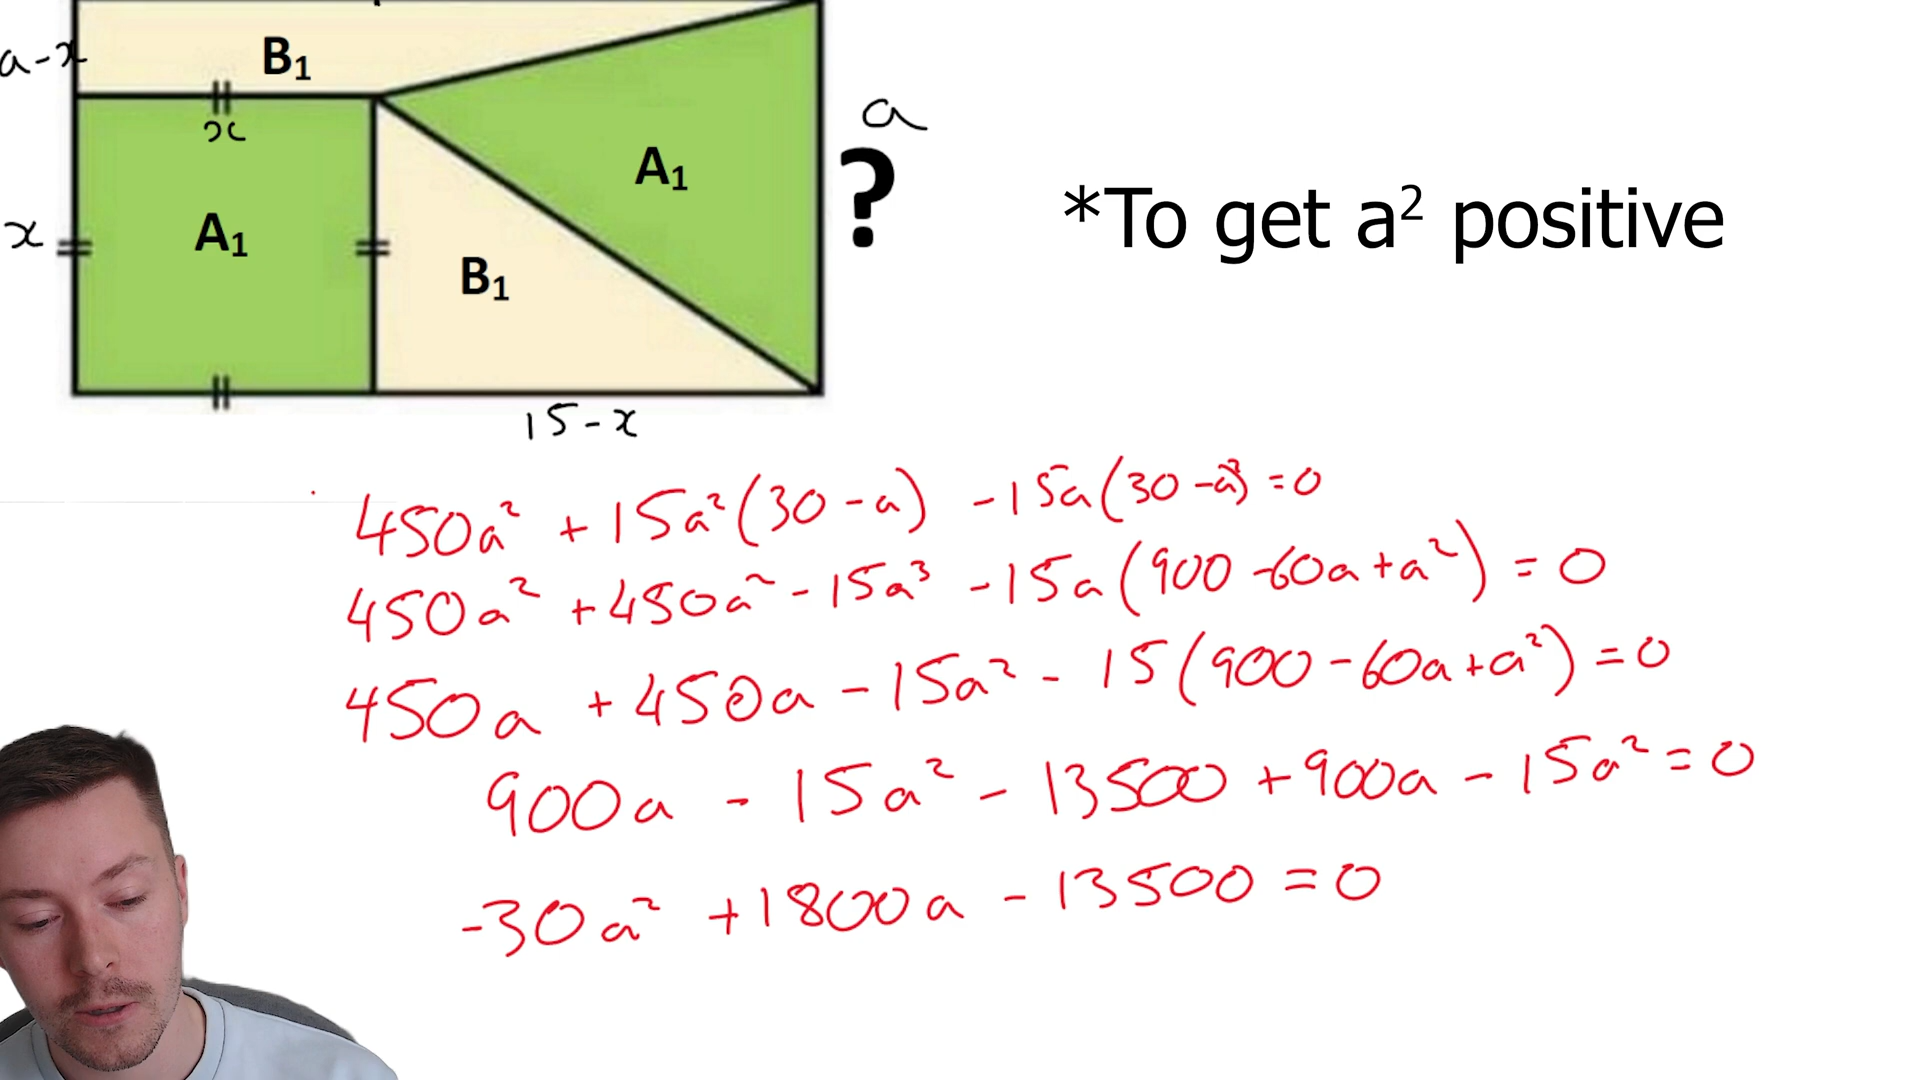 a-x
B₁
x
a
A₁
?
*To get a² positive
x
A₁
B₁
15-x
450a² + 15a²(30-a) -15a(30-a)² =0
450a² +450a² -15a³ -15a(900 -60a+a²) = 0
450a +450a - 15a² - 15(900-60a+a²) =0
900a - 15a² - 13500 +900a - 15a² =0
-30a² +1800a - 13500 =0